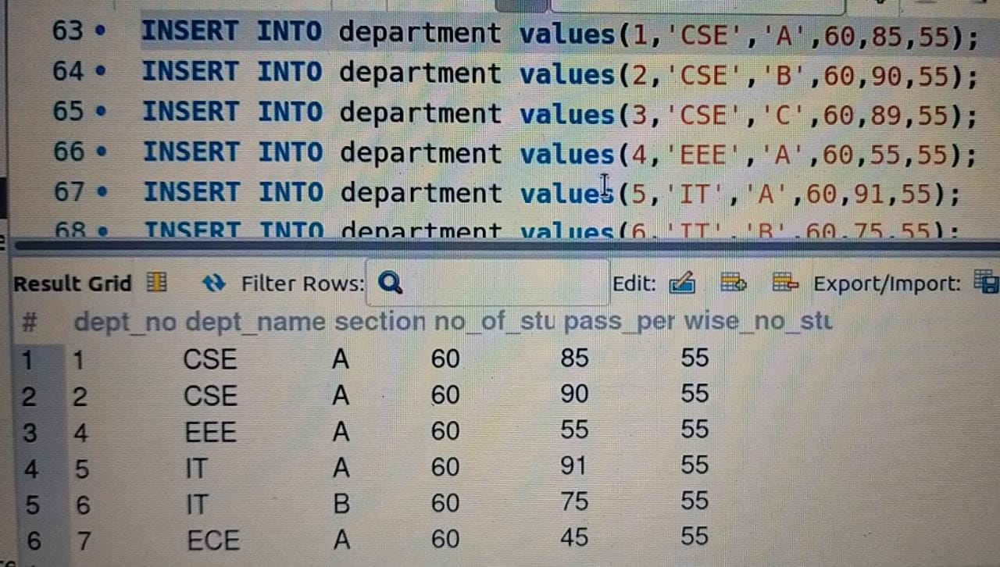 63 INSERT INTO department values(1,'CSE','A',60,85,55);
64 INSERT INTO department values(2,'CSE','B',60,90,55);
65 INSERT INTO department values(3,'CSE','C',60,89,55);
66 INSERT INTO department values(4,'EEE','A',60,55,55);
67 INSERT INTO department values(5,'IT','A',60,91,55);
68 INSERT INTO department values(6,'IT','B',60,75,55);
Result Grid Filter Rows: Edit: Export/Import:
# dept_no dept_name section no_of_stu pass_per wise_no_stu
1 1 CSE A 60 85 55
2 2 CSE A 60 90 55
3 4 EEE A 60 55 55
4 5 IT A 60 91 55
5 6 IT B 60 75 55
6 7 ECE A 60 45 55